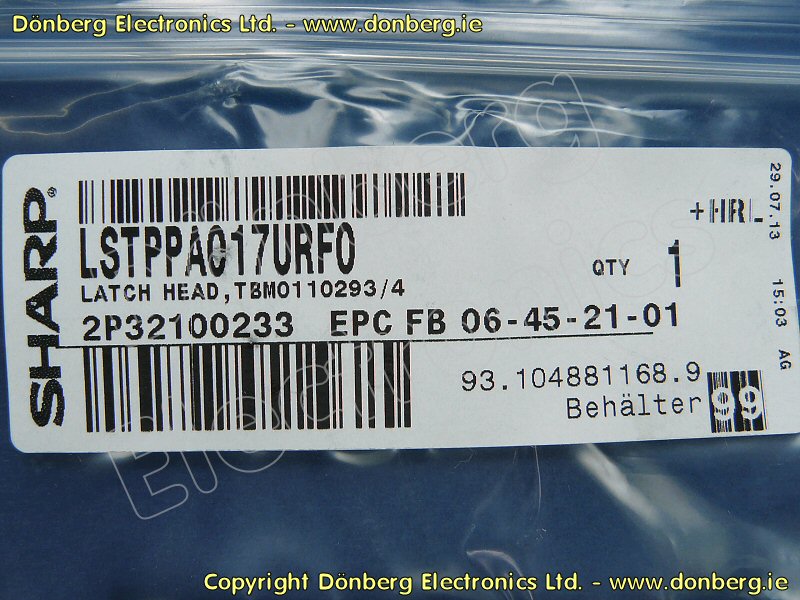 Dönberg Electronics Ltd. - www.donberg.ie
SHARP®
LSTPPA017URF0
+HRL
LATCH HEAD,TBM0110293/4
QTY 1
2P32100233 EPC FB 06-45-21-01
93.104881168.9
Behälter 99
29.07.13 15:03 AG
Donberg
Electronics
Copyright Dönberg Electronics Ltd. - www.donberg.ie